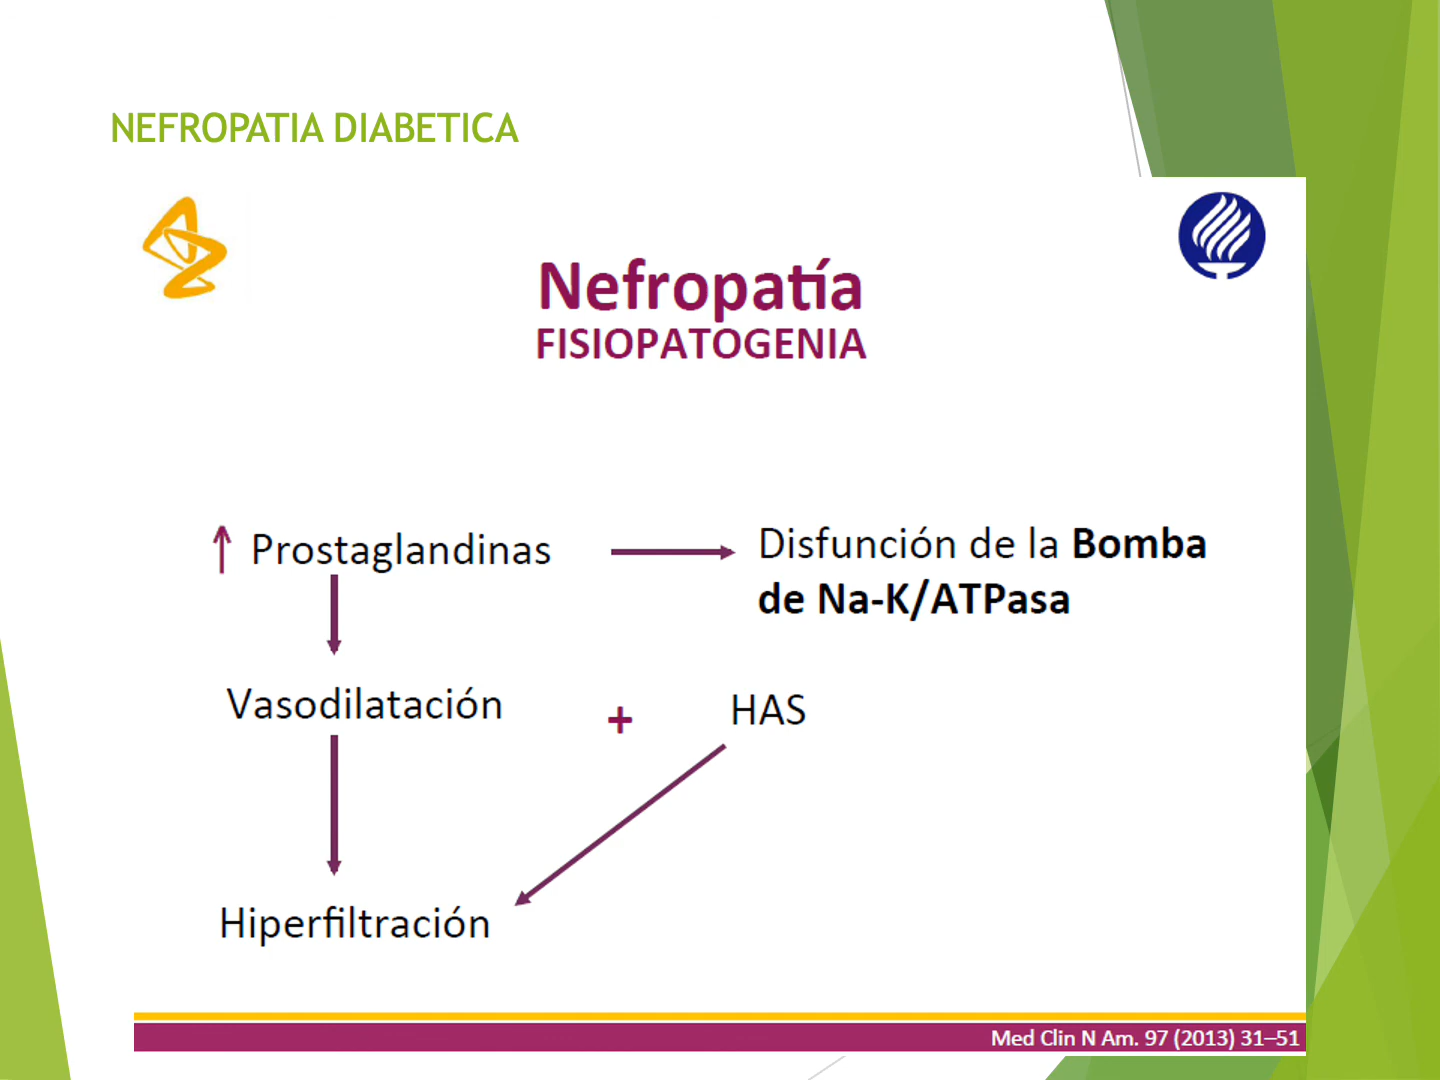 NEFROPATIA DIABETICA
Nefropatía
FISIOPATOGENIA
↑ Prostaglandinas
Disfunción de la Bomba
de Na-K/ATPasa
Vasodilatación + HAS
Hiperfiltración
Med Clin N Am. 97 (2013) 31–51